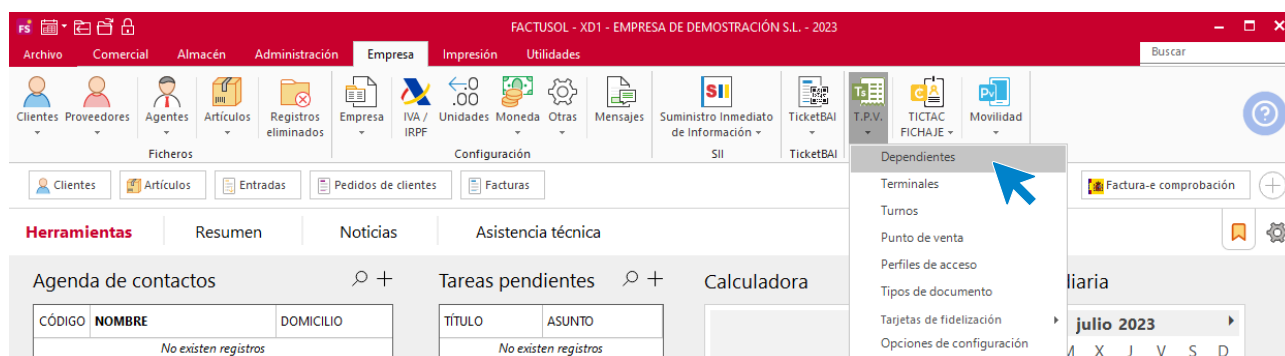 FS
FACTUSOL - XD1 - EMPRESA DE DEMOSTRACIÓN S.L. - 2023
Archivo Comercial Almacén Administración Empresa Impresión Utilidades Buscar
Clientes Proveedores Agentes Artículos Registros eliminados Empresa IVA / IRPF Unidades Moneda Otras Mensajes Suministro Inmediato de Información TicketBAI T.P.V. TICTAC FICHAJE Movilidad
Ficheros Configuración SII TicketBAI
Dependientes
Terminales
Turnos
Punto de venta
Perfiles de acceso
Tipos de documento
Tarjetas de fidelización
Opciones de configuración
Clientes Artículos Entradas Pedidos de clientes Facturas Factura-e comprobación
Herramientas Resumen Noticias Asistencia técnica
Agenda de contactos Tareas pendientes Calculadora liaria
CÓDIGO NOMBRE DOMICILIO TÍTULO ASUNTO julio 2023
No existen registros No existen registros M X J V S D